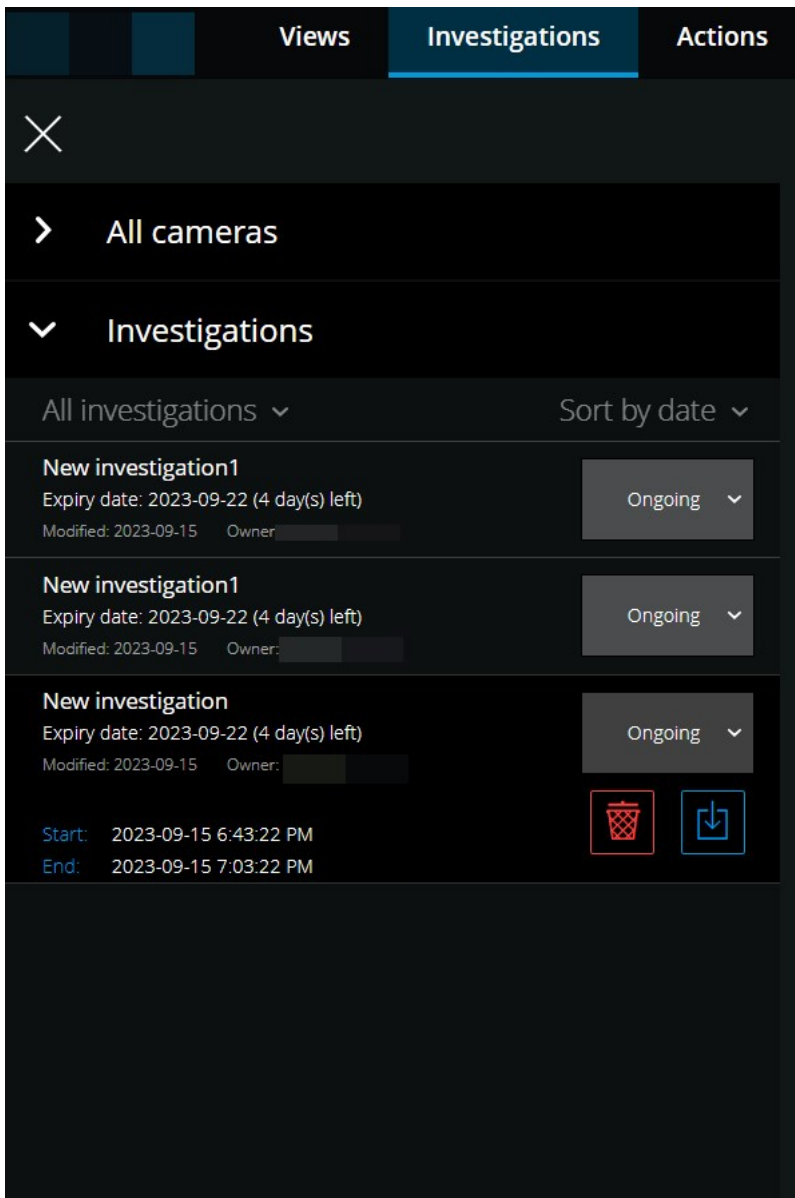 Views Investigations Actions
All cameras
Investigations
All investigations Sort by date
New investigation1
Expiry date: 2023-09-22 (4 day(s) left)
Ongoing
Modified: 2023-09-15 Owner
New investigation1
Expiry date: 2023-09-22 (4 day(s) left)
Ongoing
Modified: 2023-09-15 Owner:
New investigation
Expiry date: 2023-09-22 (4 day(s) left)
Ongoing
Modified: 2023-09-15 Owner:
Start: 2023-09-15 6:43:22 PM
End: 2023-09-15 7:03:22 PM